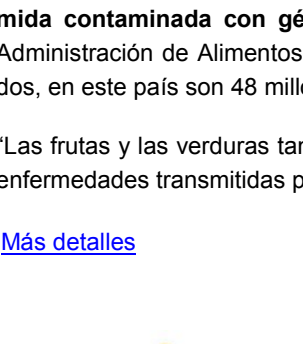 mida contaminada con gé
Administración de Alimentos
dos, en este país son 48 mill
“Las frutas y las verduras tar
enfermedades transmitidas p
Más detalles